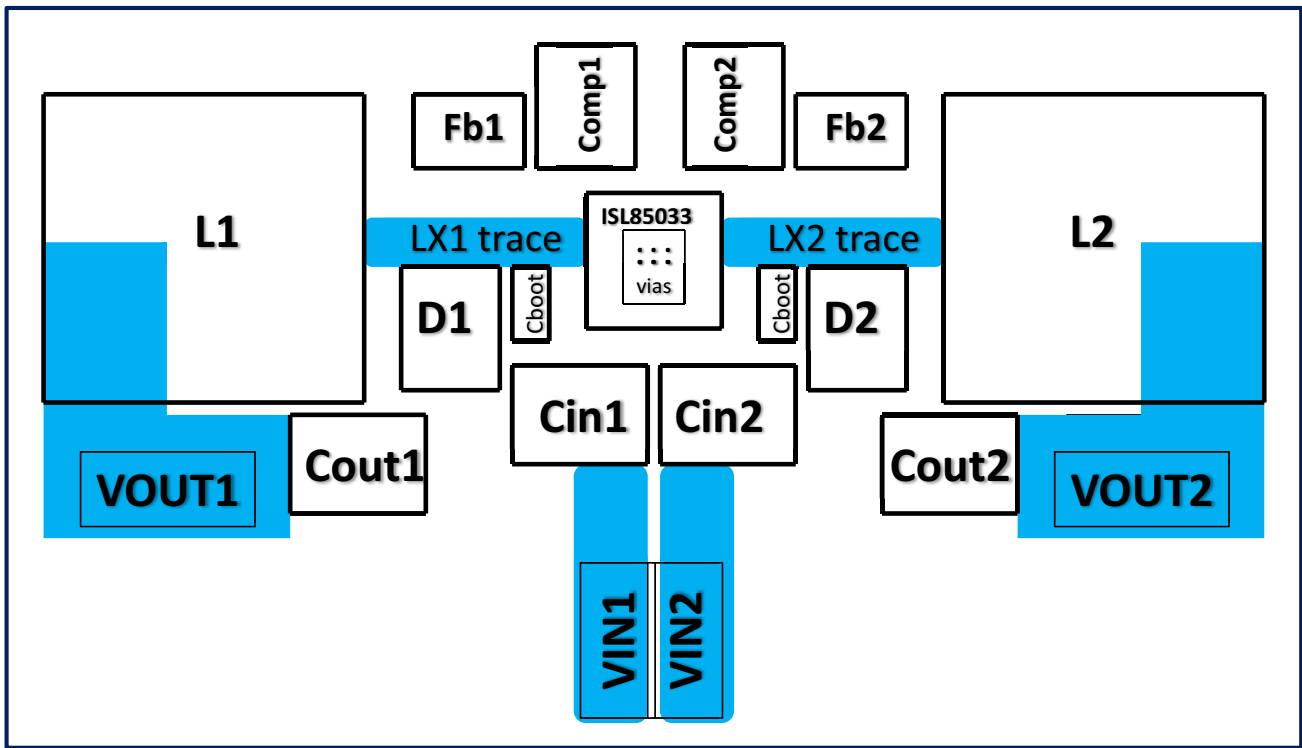 Comp1
Comp2
Fb1
Fb2
ISL85033
L1
LX1 trace
LX2 trace
L2
vias
D1
Cboot
Cboot
D2
Cin1
Cin2
Cout1
Cout2
VOUT1
VOUT2
VIN1
VIN2